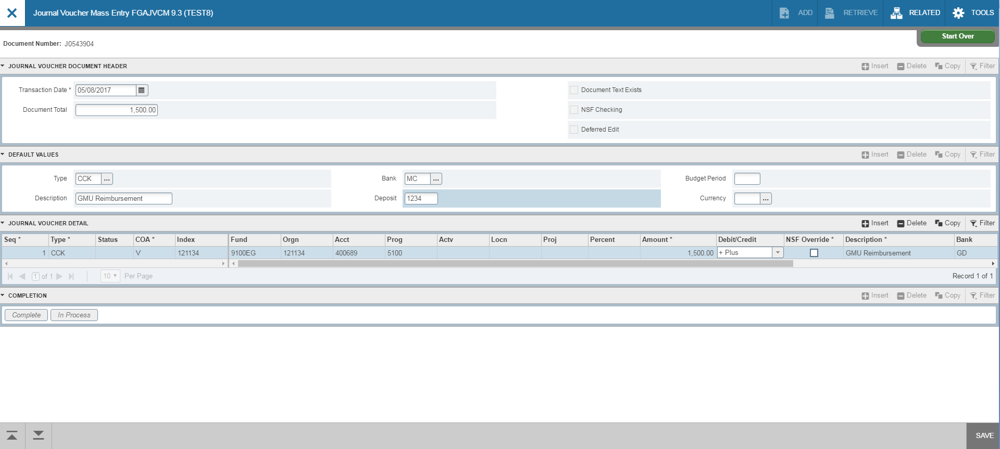 Journal Voucher Mass Entry FGAJVCM 9.3 (TEST8) ADD RETRIEVE RELATED TOOLS
Start Over
Document Number: J0543904
JOURNAL VOUCHER DOCUMENT HEADER Insert Delete Copy Filter
Transaction Date * 05/08/2017 Document Text Exists
Document Total 1,500.00 NSF Checking
Deferred Edit
DEFAULT VALUES Insert Delete Copy Filter
Type CCK ... Bank MC ... Budget Period
Description GMU Reimbursement Deposit 1234 Currency ...
JOURNAL VOUCHER DETAIL Insert Delete Copy Filter
Seq * Type * Status COA * Index Fund Orgn Acct Prog Actv Locn Proj Percent Amount * Debit/Credit NSF Override * Description * Bank
1 CCK V 121134 9100EG 121134 400689 5100 1,500.00 + Plus GMU Reimbursement GD
1 of 1 10 Per Page Record 1 of 1
COMPLETION Insert Delete Copy Filter
Complete In Process
SAVE